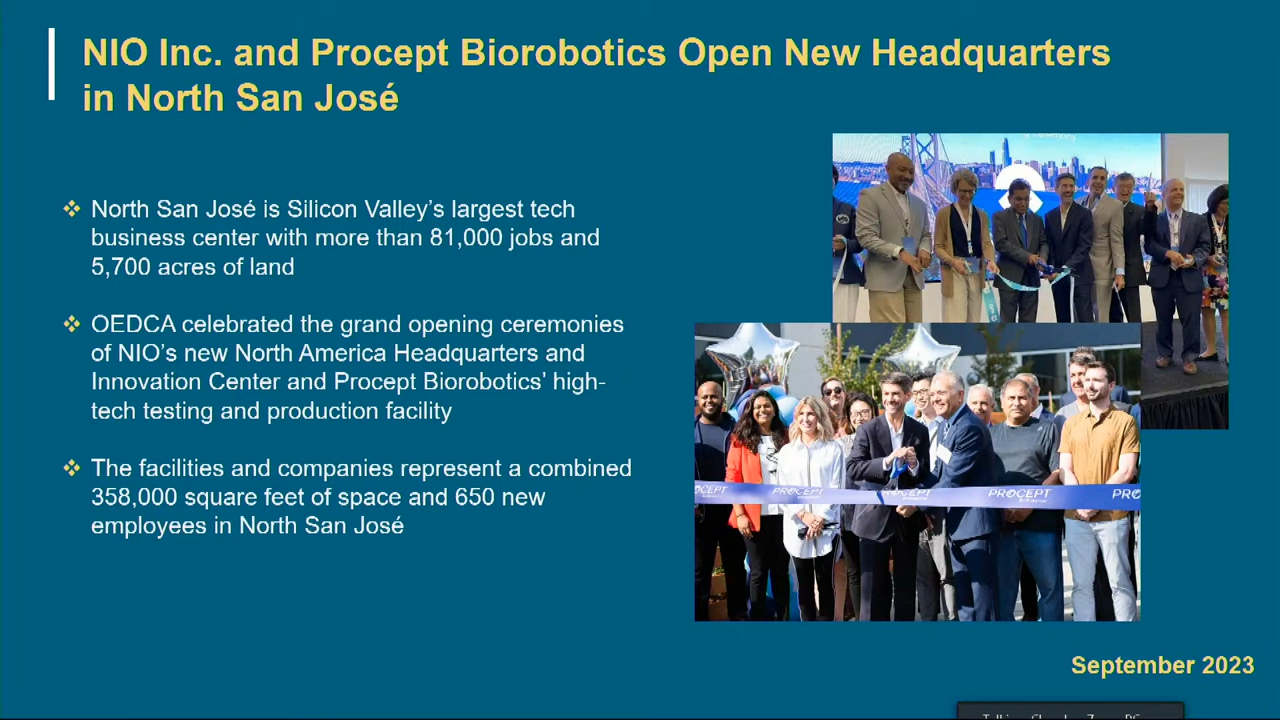 NIO Inc. and Procept Biorobotics Open New Headquarters
in North San José
❖ North San José is Silicon Valley’s largest tech
business center with more than 81,000 jobs and
5,700 acres of land
❖ OEDCA celebrated the grand opening ceremonies
of NIO’s new North America Headquarters and
Innovation Center and Procept Biorobotics’ high-
tech testing and production facility
❖ The facilities and companies represent a combined
358,000 square feet of space and 650 new
employees in North San José
PROCEPT PROCEPT PROCEPT PRO
September 2023